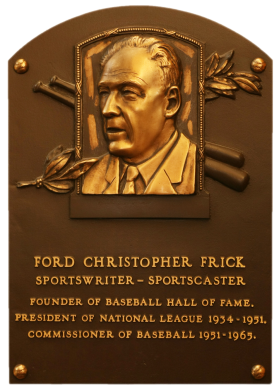 FORD CHRISTOPHER FRICK
SPORTSWRITER – SPORTSCASTER
FOUNDER OF BASEBALL HALL OF FAME.
PRESIDENT OF NATIONAL LEAGUE 1934-1951.
COMMISSIONER OF BASEBALL 1951-1965.